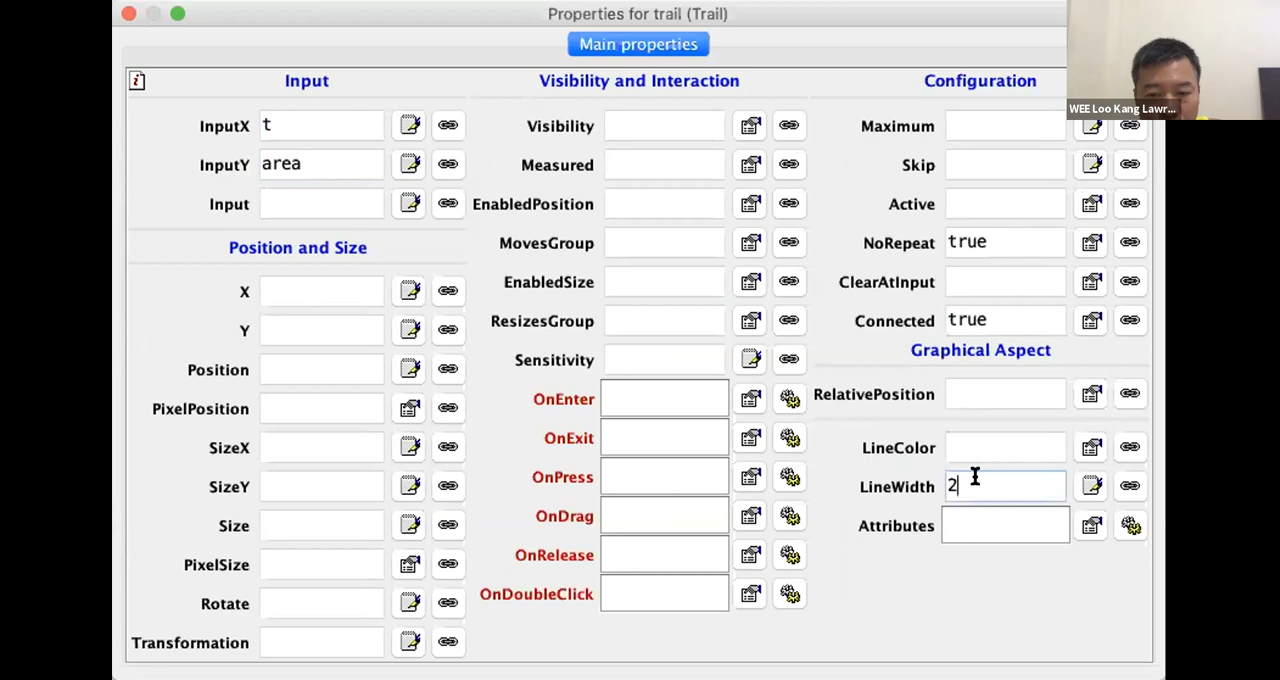 Properties for trail (Trail)
Main properties
WEE Loo Kang Lawr...
Input
InputX t
InputY area
Input
Position and Size
X
Y
Position
PixelPosition
SizeX
SizeY
Size
PixelSize
Rotate
Transformation
Visibility and Interaction
Visibility
Measured
EnabledPosition
MovesGroup
EnabledSize
ResizesGroup
Sensitivity
OnEnter
OnExit
OnPress
OnDrag
OnRelease
OnDoubleClick
Configuration
Maximum
Skip
Active
NoRepeat true
ClearAtInput
Connected true
Graphical Aspect
RelativePosition
LineColor
LineWidth 2
Attributes